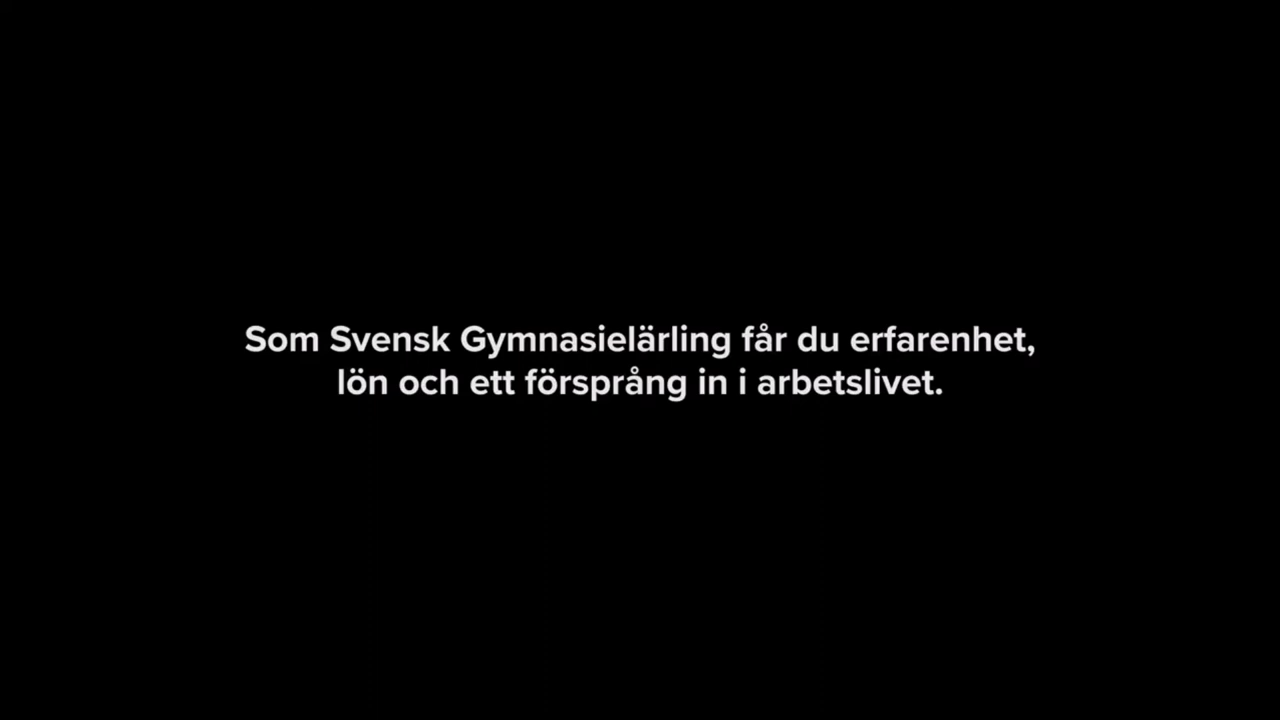 Som Svensk Gymnasielärling får du erfarenhet,
lön och ett försprång in i arbetslivet.